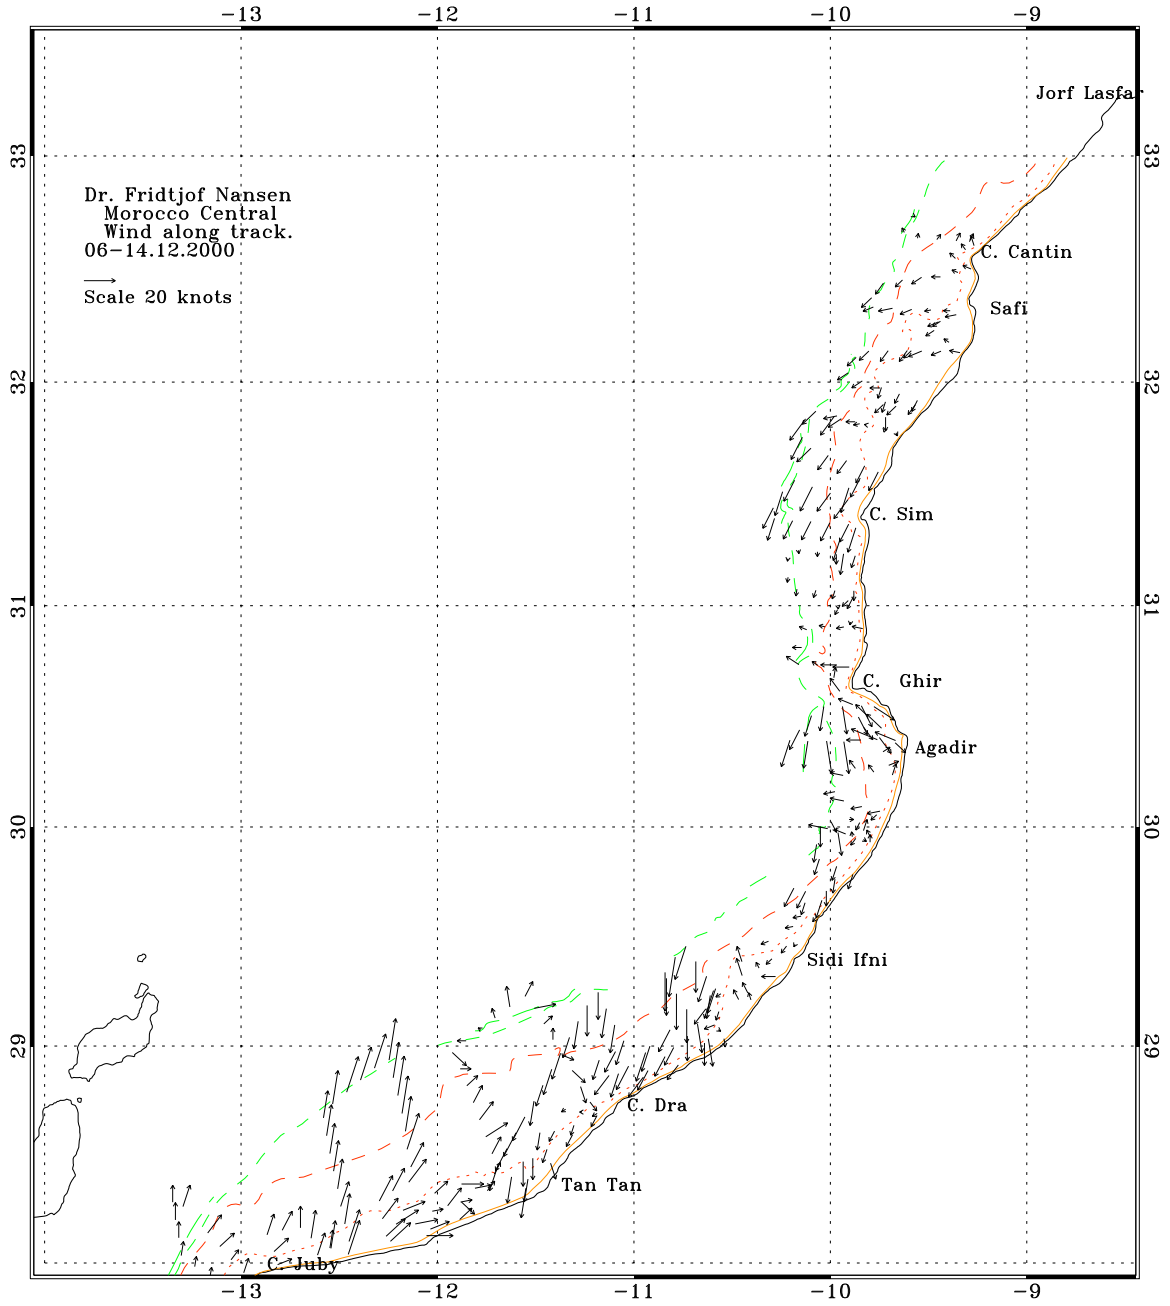 -13 -12 -11 -10 -9
Jorf Lasfar
33 33
Dr. Fridtjof Nansen
Morocco Central
Wind along track.
06-14.12.2000
Scale 20 knots
C. Cantin
Safi
32 32
C. Sim
31 31
C. Ghir
Agadir
30 30
Sidi Ifni
29 29
C. Dra
Tan Tan
C. Juby
-13 -12 -11 -10 -9